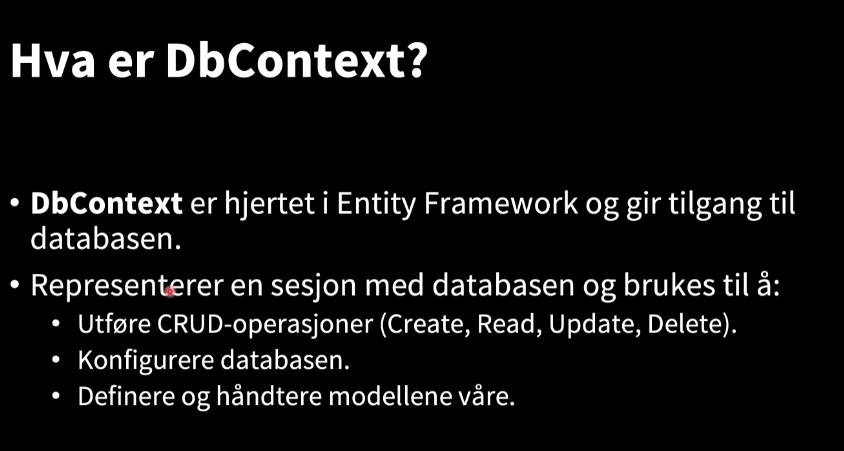 Hva er DbContext?
• DbContext er hjertet i Entity Framework og gir tilgang til
databasen.
• Representerer en sesjon med databasen og brukes til å:
• Utføre CRUD-operasjoner (Create, Read, Update, Delete).
• Konfigurere databasen.
• Definere og håndtere modellene våre.